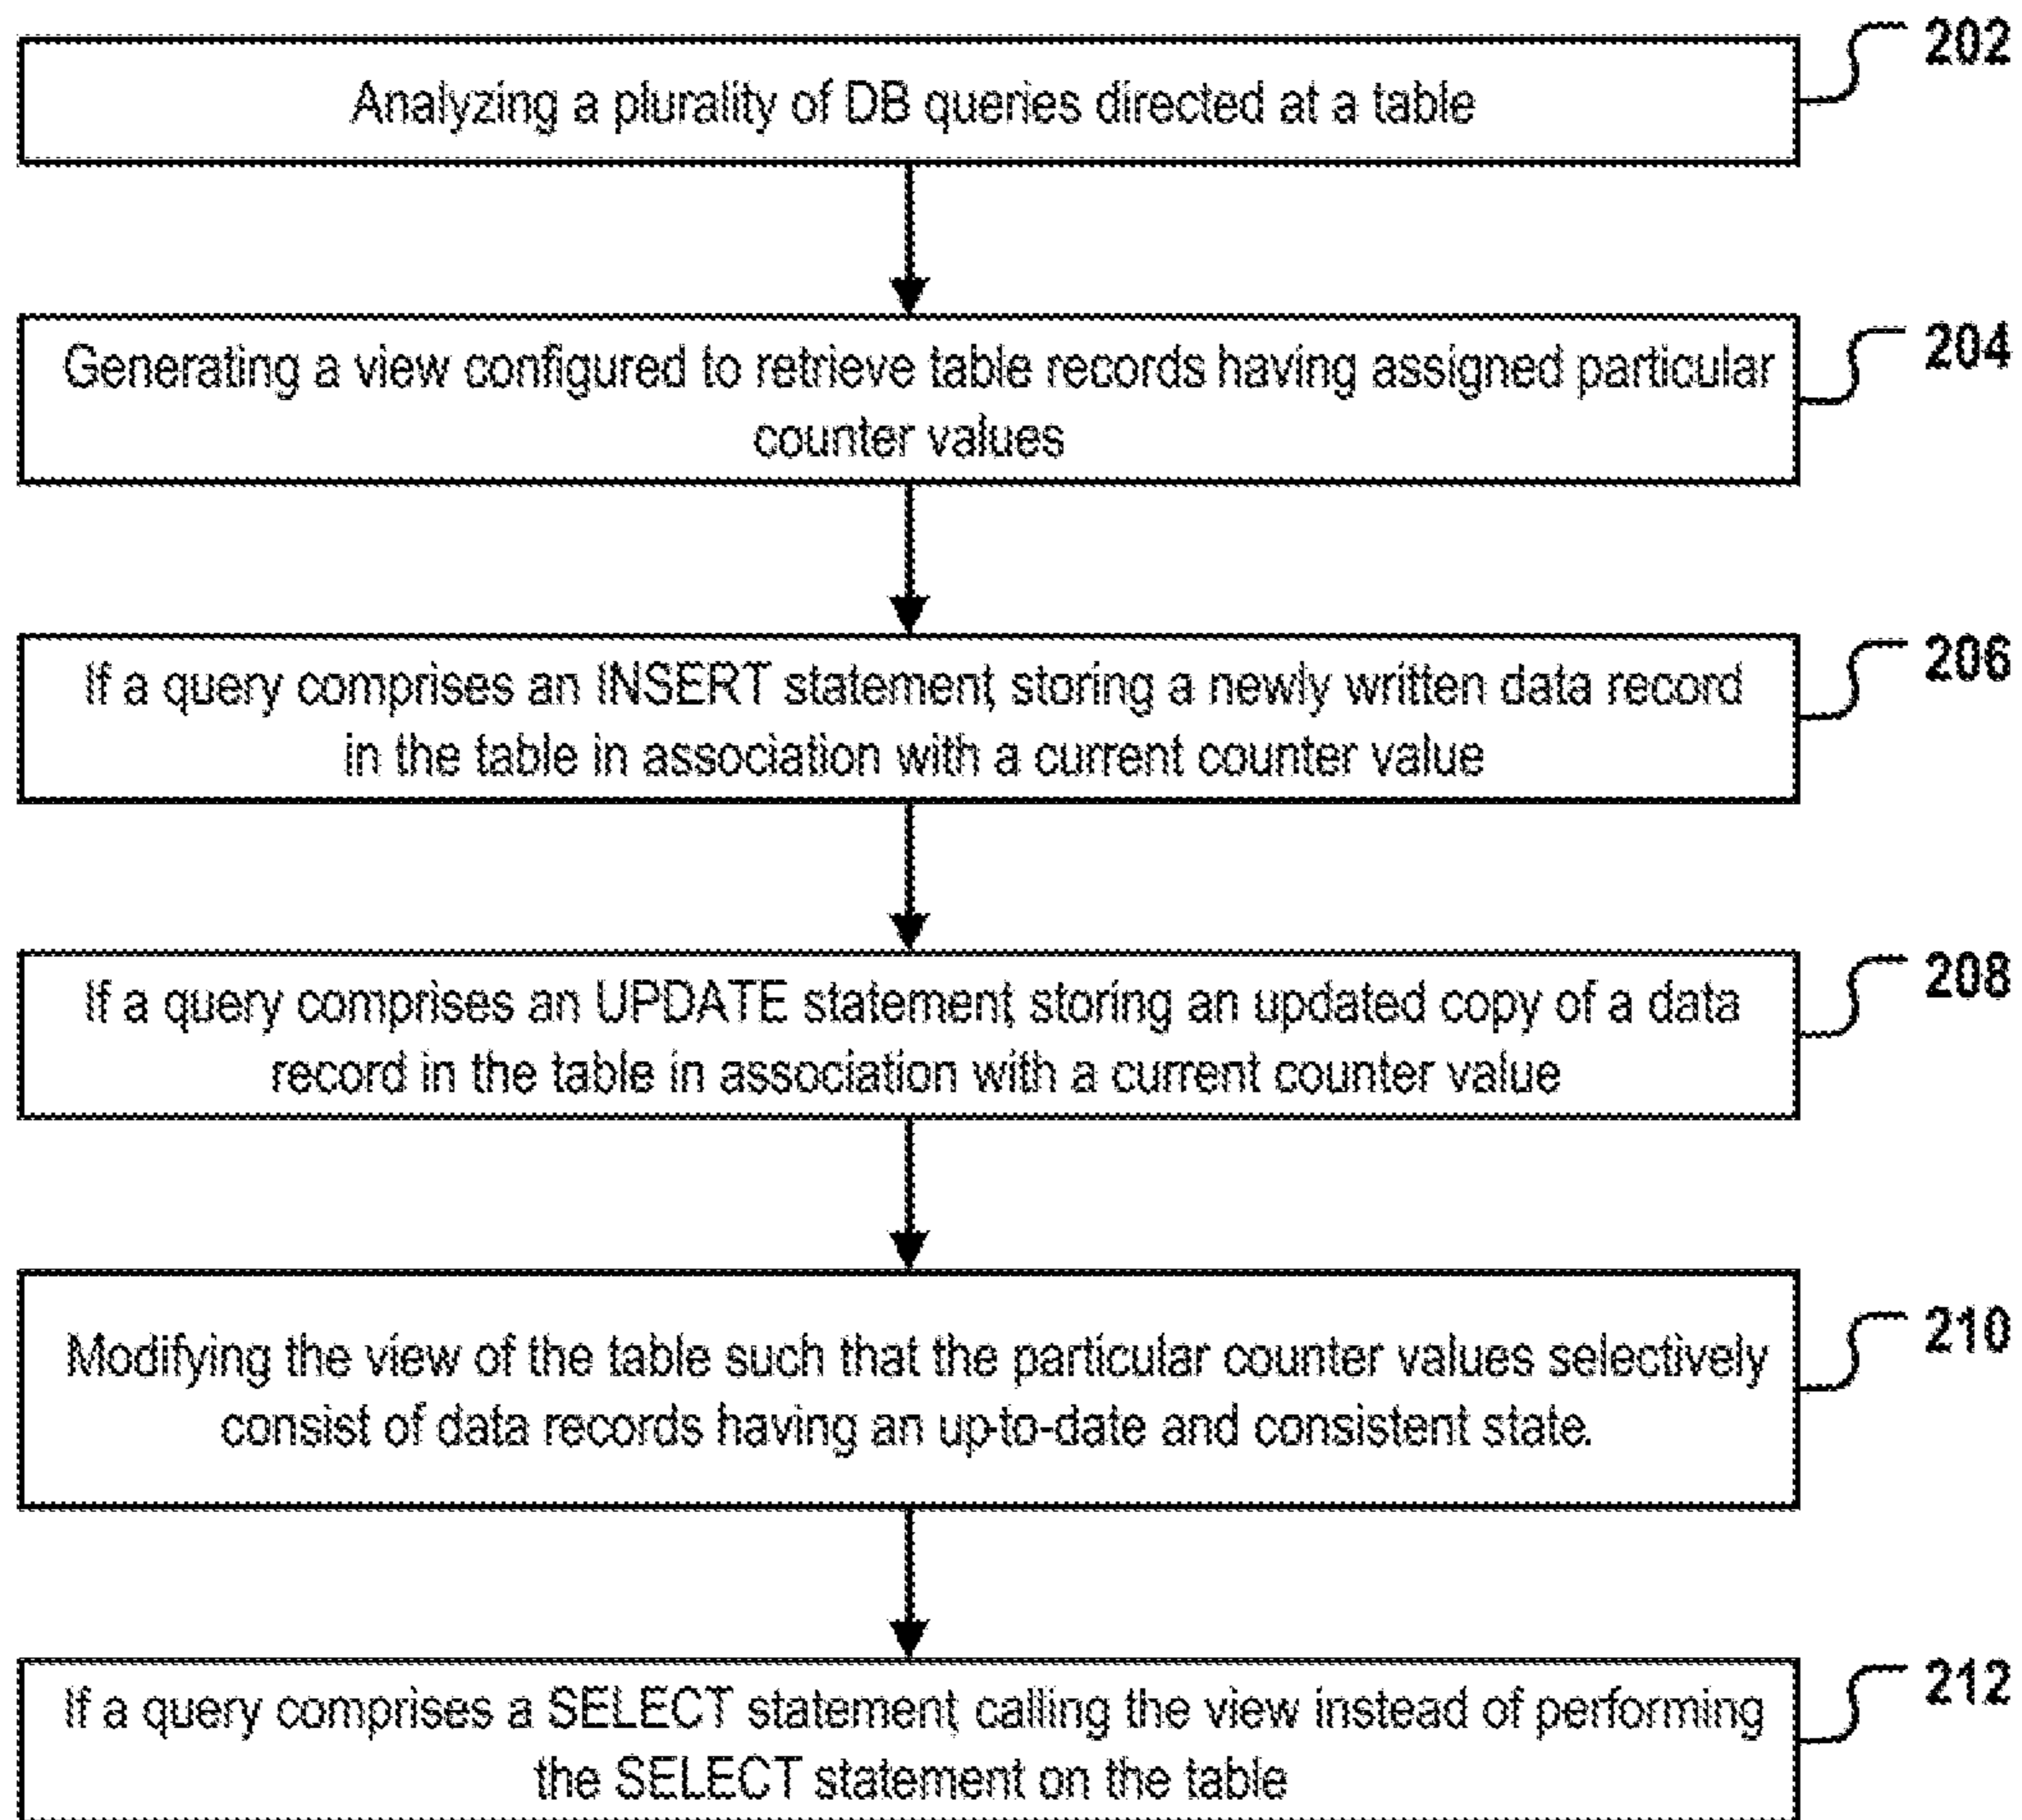 202
Analyzing a plurality of DB queries directed at a table
204
Generating a view configured to retrieve table records having assigned particular
counter values
206
If a query comprises an INSERT statement, storing a newly written data record
in the table in association with a current counter value
208
If a query comprises an UPDATE statement, storing an updated copy of a data
record in the table in association with a current counter value
210
Modifying the view of the table such that the particular counter values selectively
consist of data records having an up-to-date and consistent state.
212
If a query comprises a SELECT statement, calling the view instead of performing
the SELECT statement on the table